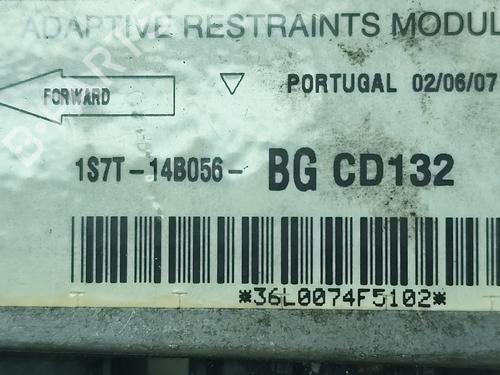 ADAPTIVE RESTRAINTS MODUL
FORWARD
PORTUGAL 02/06/07
1S7T-14B056- BG CD132
*36L0074F5102*